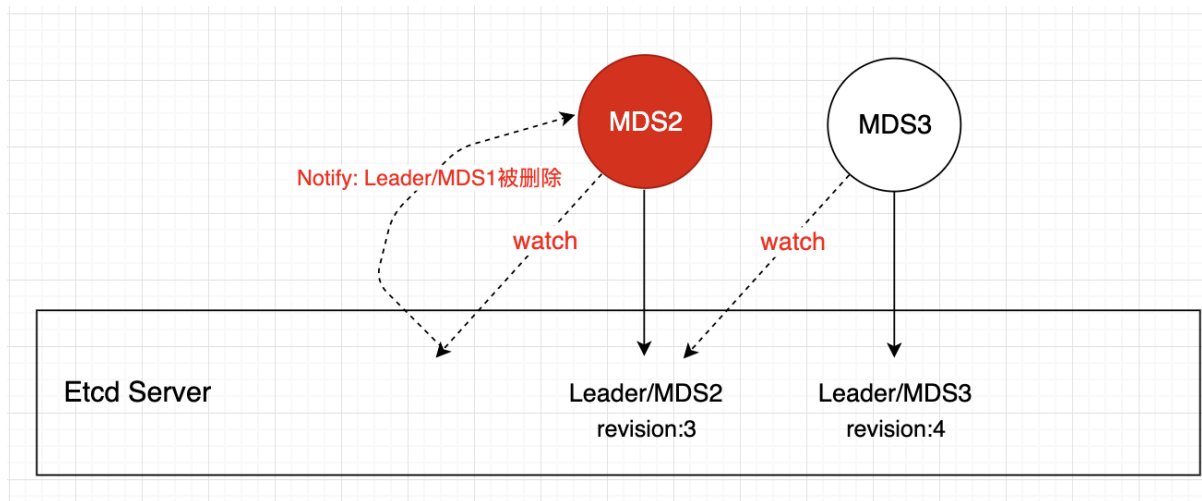 MDS2
MDS3
Notify: Leader/MDS1被删除
watch
watch
Etcd Server
Leader/MDS2
revision:3
Leader/MDS3
revision:4